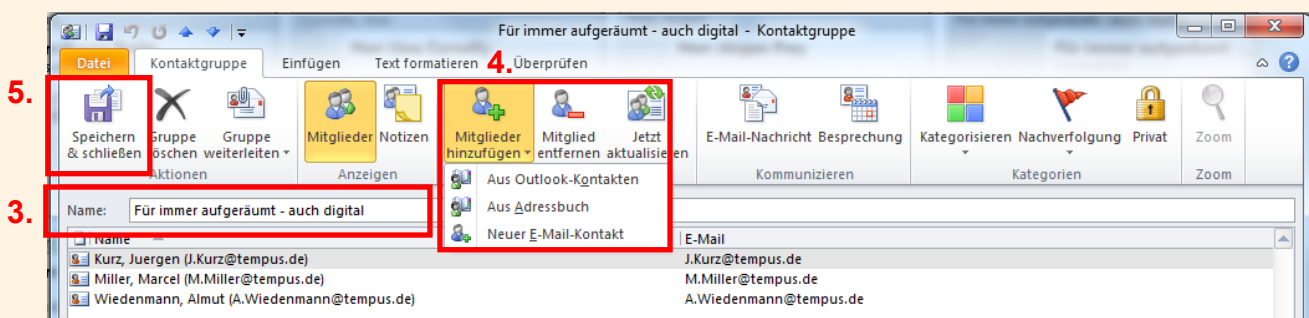 Für immer aufgeräumt - auch digital - Kontaktgruppe
Datei Kontaktgruppe Einfügen Text formatieren 4. Überprüfen
5.
Speichern & schließen
Gruppe löschen
Gruppe weiterleiten
Mitglieder
Notizen
Mitglieder hinzufügen
Mitglied entfernen
Jetzt aktualisieren
E-Mail-Nachricht
Besprechung
Kategorisieren
Nachverfolgung
Privat
Zoom
Aktionen Anzeigen Kommunizieren Kategorien Zoom
Aus Outlook-Kontakten
Aus Adressbuch
Neuer E-Mail-Kontakt
3.
Name: Für immer aufgeräumt - auch digital
Name E-Mail
Kurz, Juergen (J.Kurz@tempus.de) J.Kurz@tempus.de
Miller, Marcel (M.Miller@tempus.de) M.Miller@tempus.de
Wiedenmann, Almut (A.Wiedenmann@tempus.de) A.Wiedenmann@tempus.de